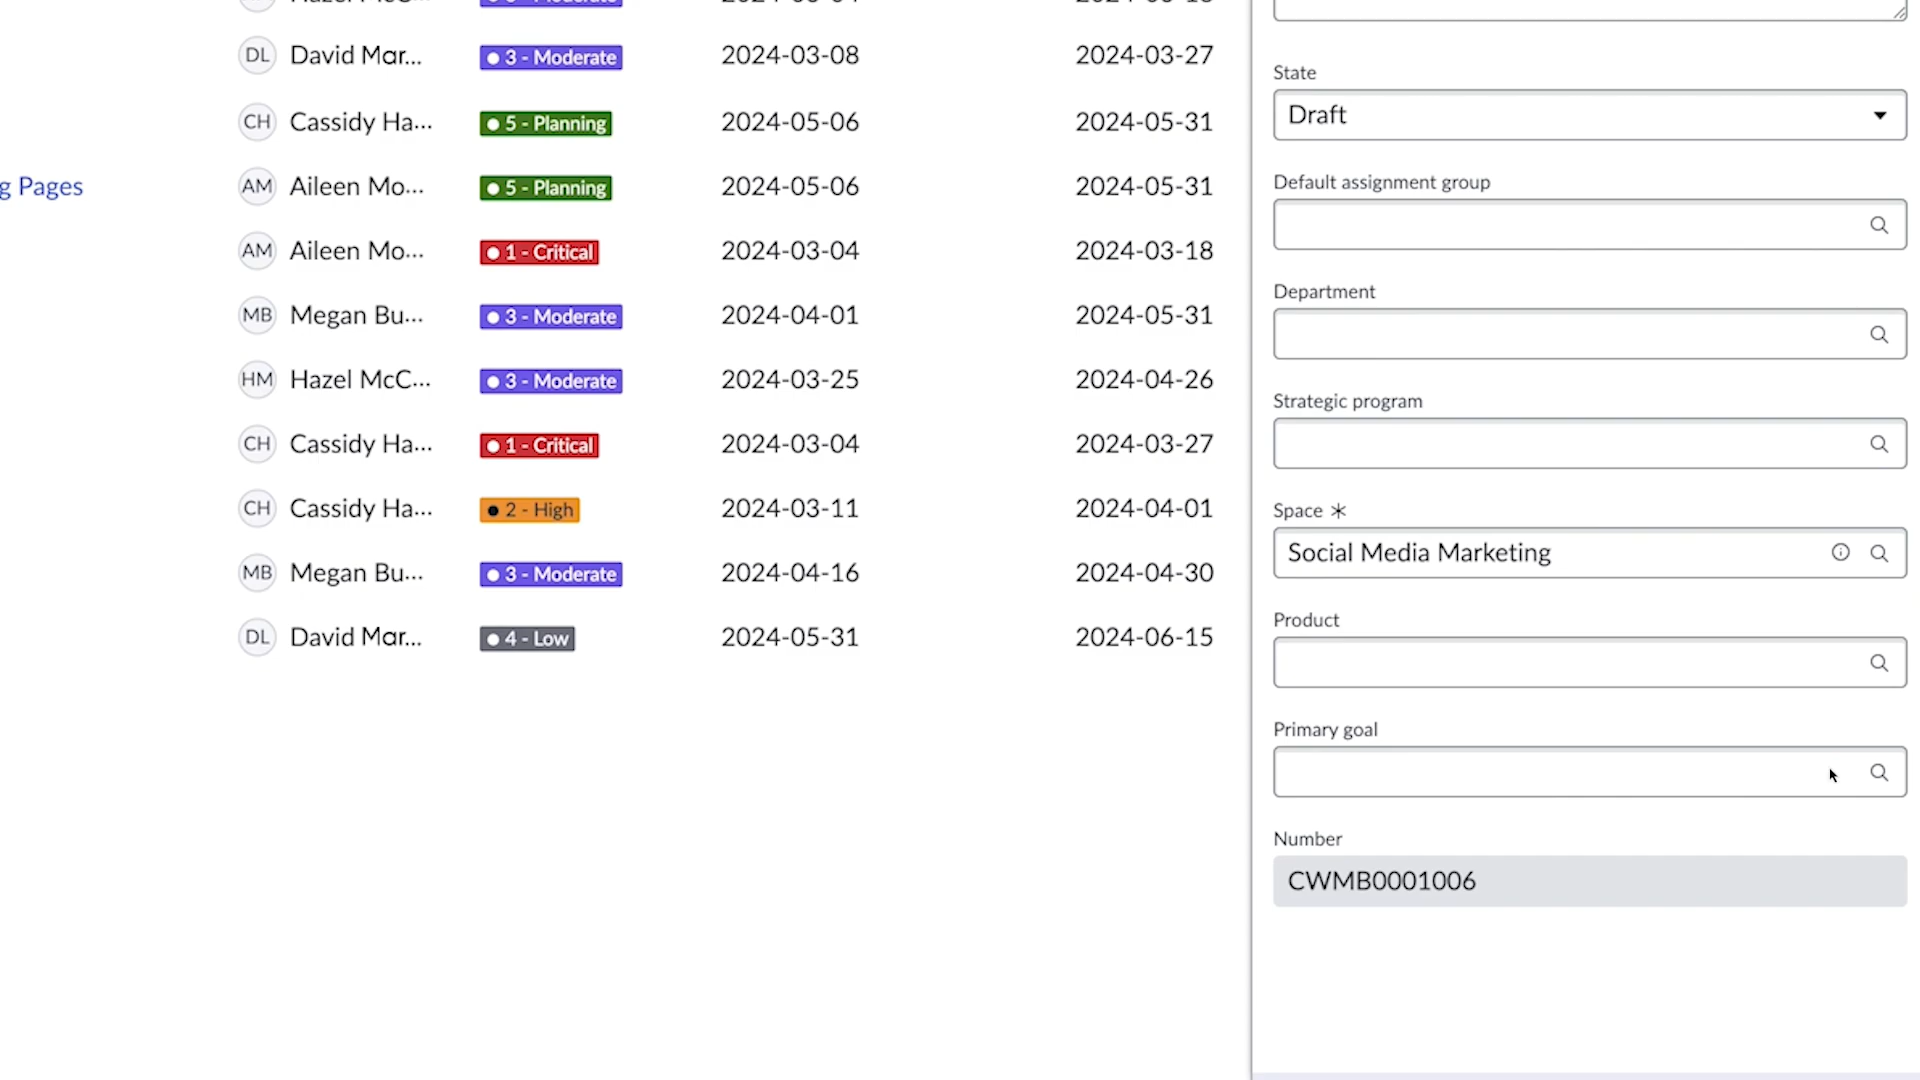 DL David Mar... 3 - Moderate 2024-03-08 2024-03-27
CH Cassidy Ha... 5 - Planning 2024-05-06 2024-05-31
g Pages AM Aileen Mo... 5 - Planning 2024-05-06 2024-05-31
AM Aileen Mo... 1 - Critical 2024-03-04 2024-03-18
MB Megan Bu... 3 - Moderate 2024-04-01 2024-05-31
HM Hazel McC... 3 - Moderate 2024-03-25 2024-04-26
CH Cassidy Ha... 1 - Critical 2024-03-04 2024-03-27
CH Cassidy Ha... 2 - High 2024-03-11 2024-04-01
MB Megan Bu... 3 - Moderate 2024-04-16 2024-04-30
DL David Mar... 4 - Low 2024-05-31 2024-06-15
State
Draft
Default assignment group
Department
Strategic program
Space *
Social Media Marketing
Product
Primary goal
Number
CWMB0001006